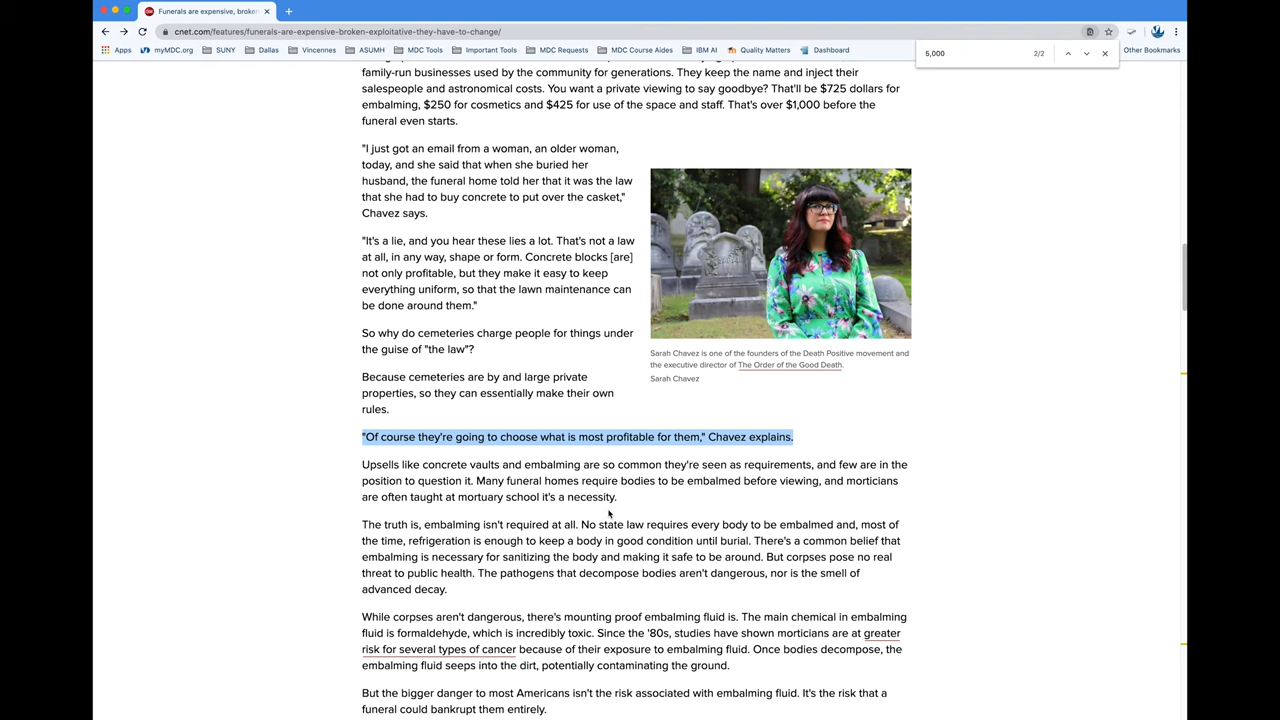 Funerals are expensive, broke
cnet.com/features/funerals-are-expensive-broken-exploitative-they-have-to-change/
Apps myMDC.org SUNY Dallas Vincennes ASUMH MDC Tools Important Tools MDC Requests MDC Course Aides IBM AI Quality Matters Dashboard Other Bookmarks
5,000 2/2
family-run businesses used by the community for generations. They keep the name and inject their
salespeople and astronomical costs. You want a private viewing to say goodbye? That'll be $725 dollars for
embalming, $250 for cosmetics and $425 for use of the space and staff. That's over $1,000 before the
funeral even starts.
"I just got an email from a woman, an older woman,
today, and she said that when she buried her
husband, the funeral home told her that it was the law
that she had to buy concrete to put over the casket,"
Chavez says.
"It's a lie, and you hear these lies a lot. That's not a law
at all, in any way, shape or form. Concrete blocks [are]
not only profitable, but they make it easy to keep
everything uniform, so that the lawn maintenance can
be done around them."
So why do cemeteries charge people for things under
the guise of "the law"?
Because cemeteries are by and large private
properties, so they can essentially make their own
rules.
Sarah Chavez is one of the founders of the Death Positive movement and
the executive director of The Order of the Good Death.
Sarah Chavez
"Of course they're going to choose what is most profitable for them," Chavez explains.
Upsells like concrete vaults and embalming are so common they're seen as requirements, and few are in the
position to question it. Many funeral homes require bodies to be embalmed before viewing, and morticians
are often taught at mortuary school it's a necessity.
The truth is, embalming isn't required at all. No state law requires every body to be embalmed and, most of
the time, refrigeration is enough to keep a body in good condition until burial. There's a common belief that
embalming is necessary for sanitizing the body and making it safe to be around. But corpses pose no real
threat to public health. The pathogens that decompose bodies aren't dangerous, nor is the smell of
advanced decay.
While corpses aren't dangerous, there's mounting proof embalming fluid is. The main chemical in embalming
fluid is formaldehyde, which is incredibly toxic. Since the '80s, studies have shown morticians are at greater
risk for several types of cancer because of their exposure to embalming fluid. Once bodies decompose, the
embalming fluid seeps into the dirt, potentially contaminating the ground.
But the bigger danger to most Americans isn't the risk associated with embalming fluid. It's the risk that a
funeral could bankrupt them entirely.